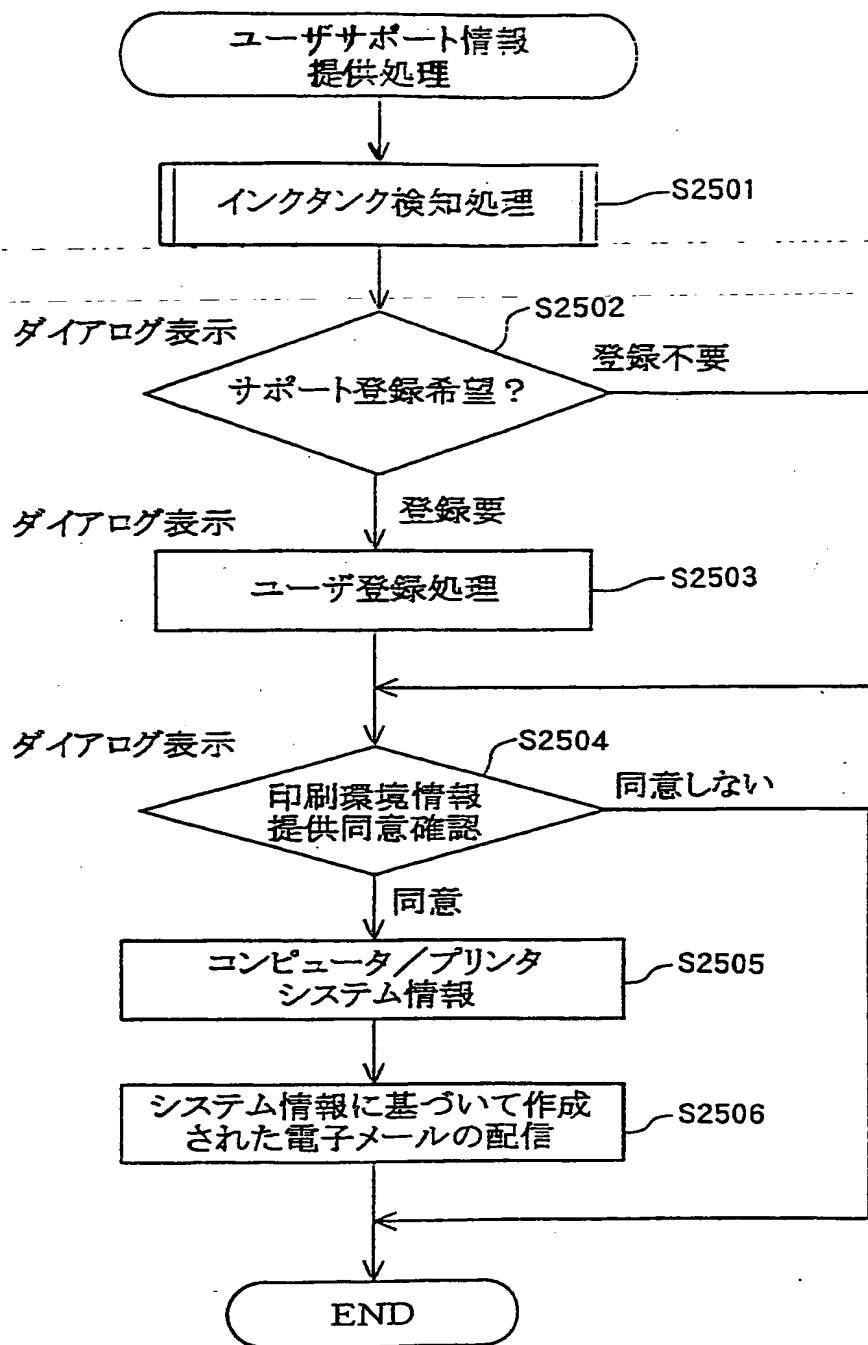 ユーザサポート情報
提供処理
インクタンク検知処理
S2501
S2502
ダイアログ表示
登録不要
サポート登録希望?
登録要
ダイアログ表示
ユーザ登録処理
S2503
S2504
ダイアログ表示
同意しない
印刷環境情報
提供同意確認
同意
コンピュータ/プリンタ
システム情報
S2505
システム情報に基づいて作成
された電子メールの配信
S2506
END